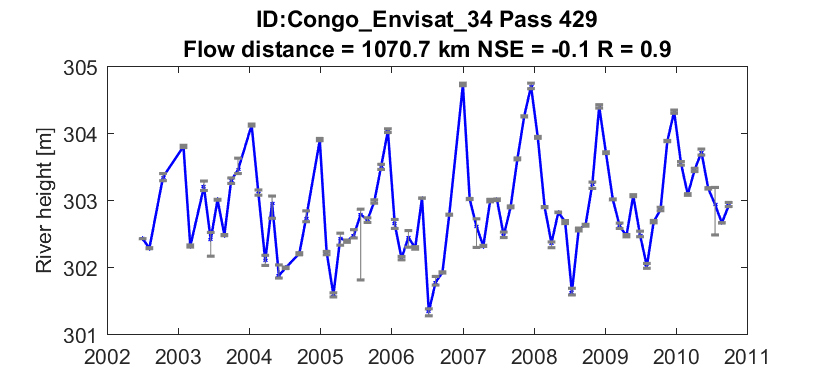 ID:Congo_Envisat_34 Pass 429
Flow distance = 1070.7 km NSE = -0.1 R = 0.9
River height [m]
305
304
303
302
301
2002 2003 2004 2005 2006 2007 2008 2009 2010 2011